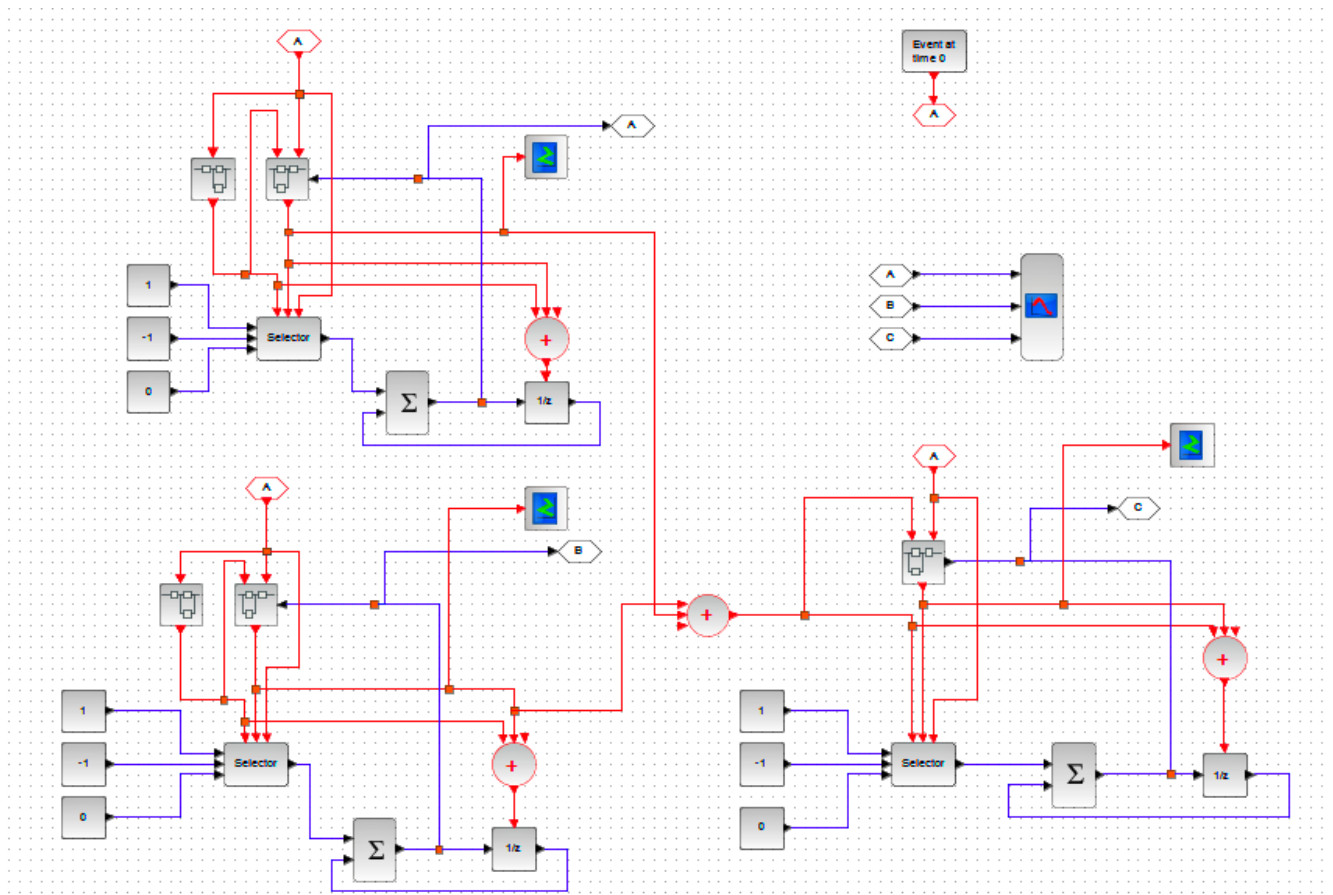 A
Event at
time 0
A
A
1
-1
0
Selector
+
Σ
1/z
A
B
C
A
B
1
-1
0
Selector
+
Σ
1/z
+
A
C
+
1
-1
0
Selector
Σ
1/z